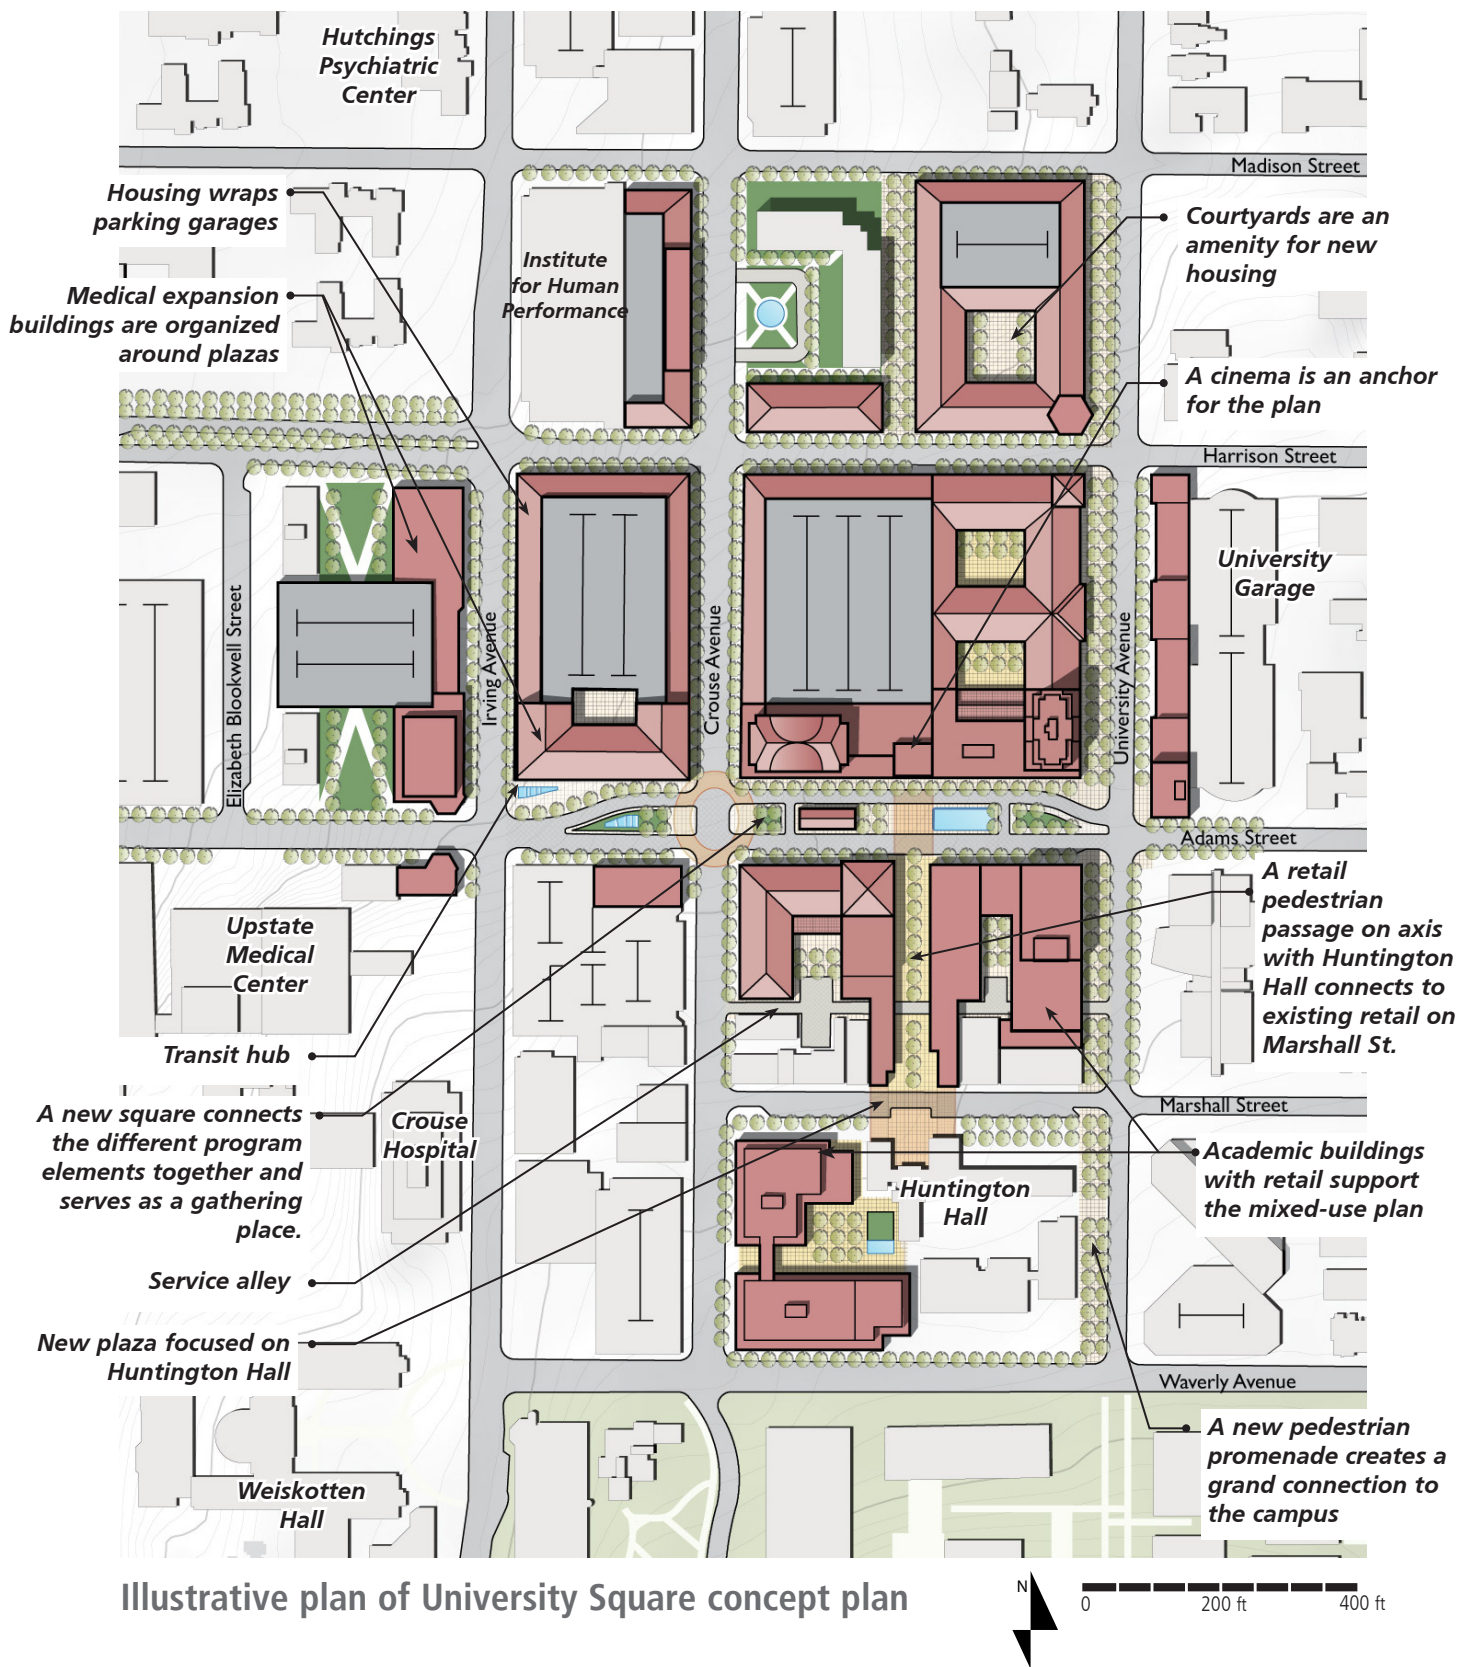 Hutchings
Psychiatric
Center
Madison Street
Housing wraps
parking garages
Courtyards are an
amenity for new
housing
Institute
for Human
Performance
Medical expansion
buildings are organized
around plazas
A cinema is an anchor
for the plan
Harrison Street
University
Garage
Elizabeth Blookwell Street
Irving Avenue
Crouse Avenue
University Avenue
Adams Street
A retail
pedestrian
passage on axis
with Huntington
Hall connects to
existing retail on
Marshall St.
Upstate
Medical
Center
Transit hub
A new square connects
the different program
elements together and
serves as a gathering
place.
Crouse
Hospital
Marshall Street
Academic buildings
with retail support
the mixed-use plan
Huntington
Hall
Service alley
New plaza focused on
Huntington Hall
Waverly Avenue
A new pedestrian
promenade creates a
grand connection to
the campus
Weiskotten
Hall
Illustrative plan of University Square concept plan
N
0 200 ft 400 ft